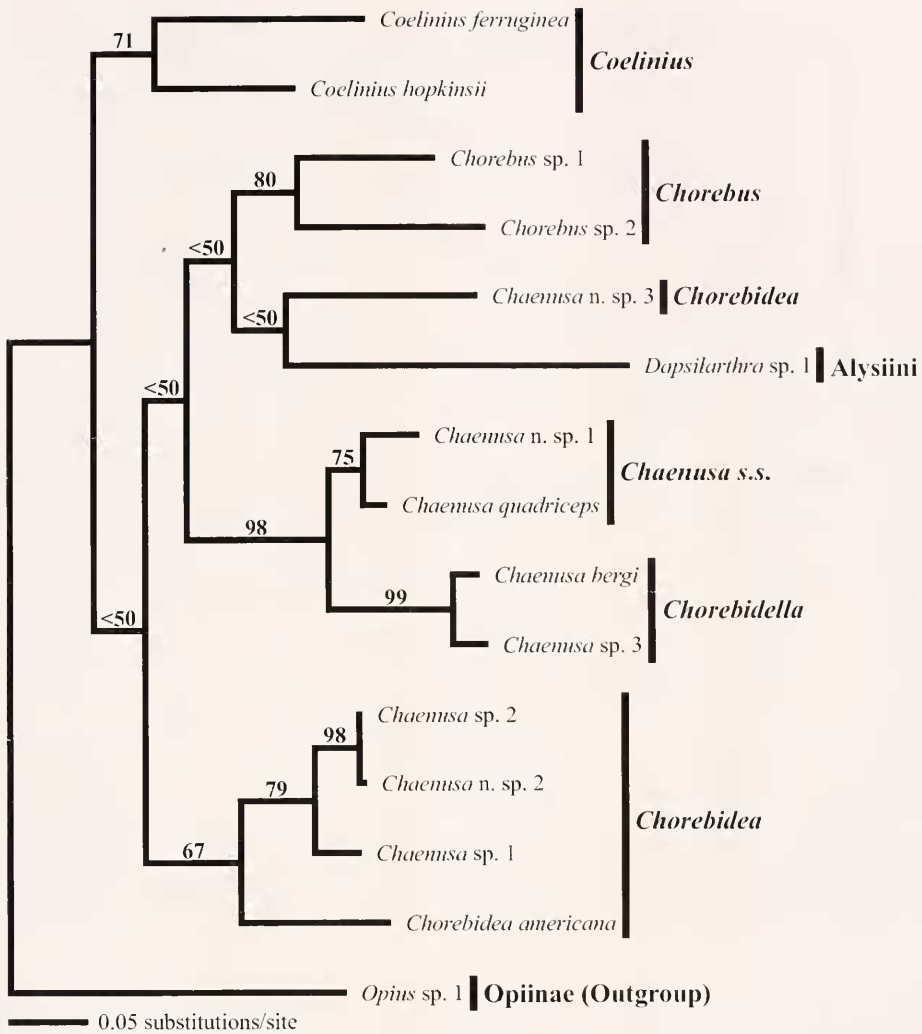 Coelinius ferruginea
71
Coelinius
Coelinius hopkinsii
Chorebus sp. 1
80
Chorebus
Chorebus sp. 2
<50
Chaenusa n. sp. 3
Chorebidea
<50
Dapsilarthra sp. 1
Alysiini
<50
Chaenusa n. sp. 1
75
Chaenusa s.s.
Chaenusa quadriceps
98
Chaenusa bergi
99
Chorebidella
Chaenusa sp. 3
<50
Chaenusa sp. 2
98
Chaenusa n. sp. 2
79
Chorebidea
Chaenusa sp. 1
67
Chorebidea americana
Opius sp. 1
Opiinae (Outgroup)
0.05 substitutions/site